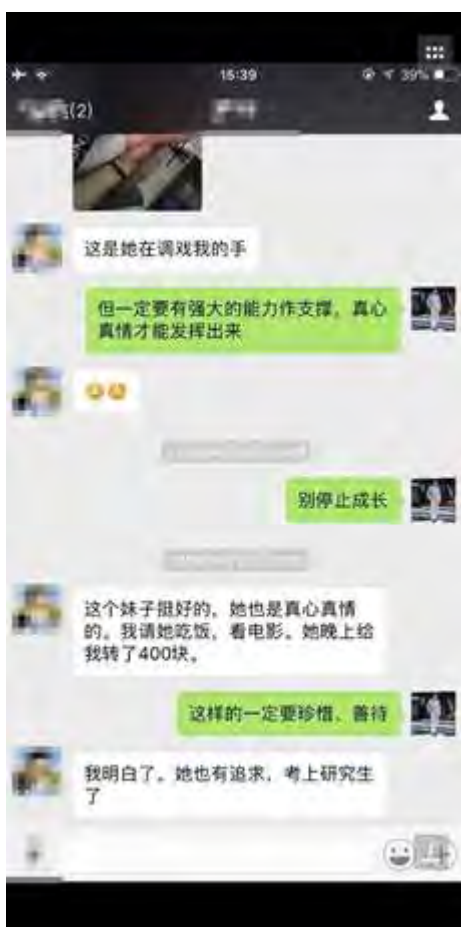 15:39
39%
(2)
这是她在调戏我的手
但一定要有强大的能力作支撑，真心
真情才能发挥出来
别停止成长
这个妹子挺好的，她也是真心真情
的。我请她吃饭，看电影。她晚上给
我转了400块。
这样的一定要珍惜、善待
我明白了。她也有追求，考上研究生
了